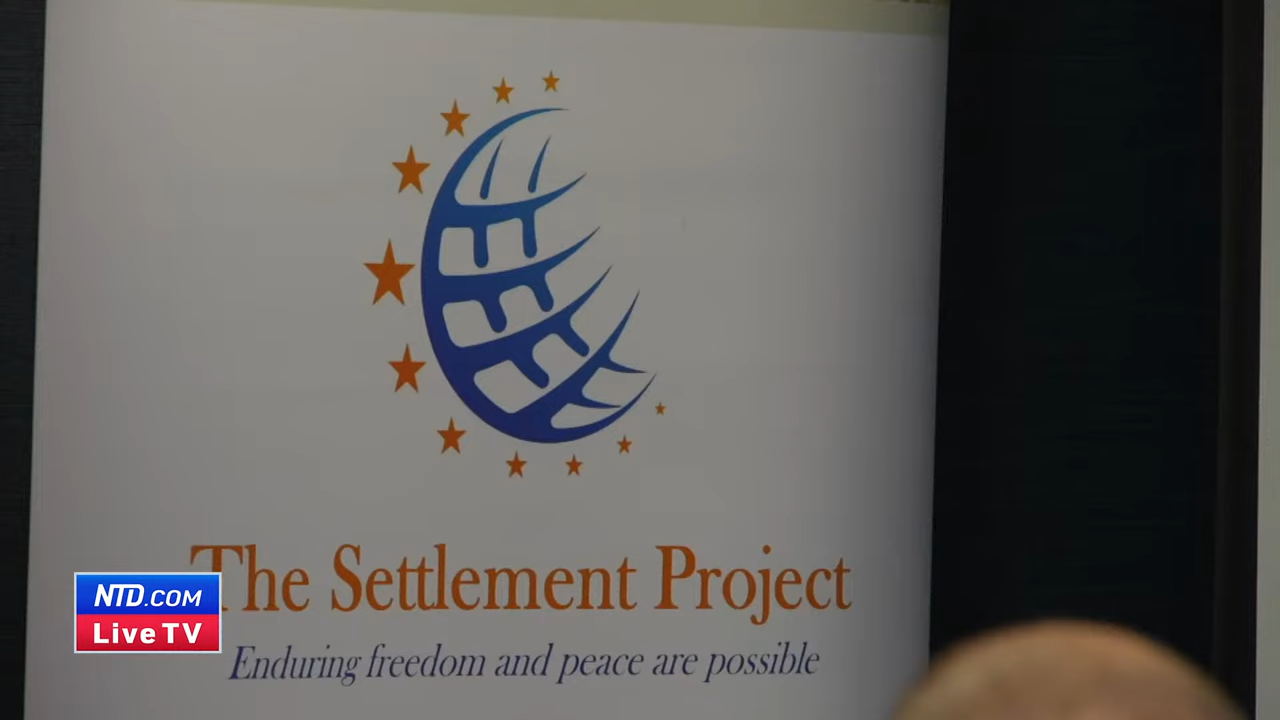 The Settlement Project
Enduring freedom and peace are possible
NTD.COM
Live TV